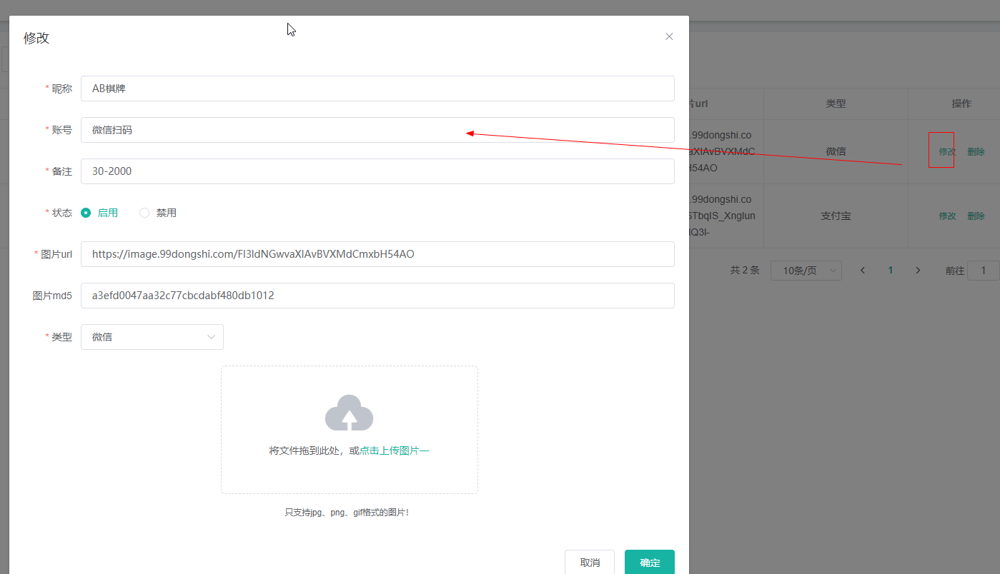 修改
* 昵称 AB棋牌
* 账号 微信扫码
* 备注 30-2000
* 状态 启用 禁用
* 图片url https://image.99dongshi.com/FI3ldNGwvaXIAvBVXMdCmxbH54AO
图片md5 a3efd0047aa32c77cbcdabf480db1012
* 类型 微信
将文件拖到此处，或点击上传图片一
只支持jpg、png、gif格式的图片！
取消 确定
片url 类型 操作
.99dongshi.co
aXIAvBVXMdC 微信 修改 删除
H54AO
.99dongshi.co
6TbqIS_Xnglun 支付宝 修改 删除
IQ3l-
共 2 条 10条/页 1 前往 1